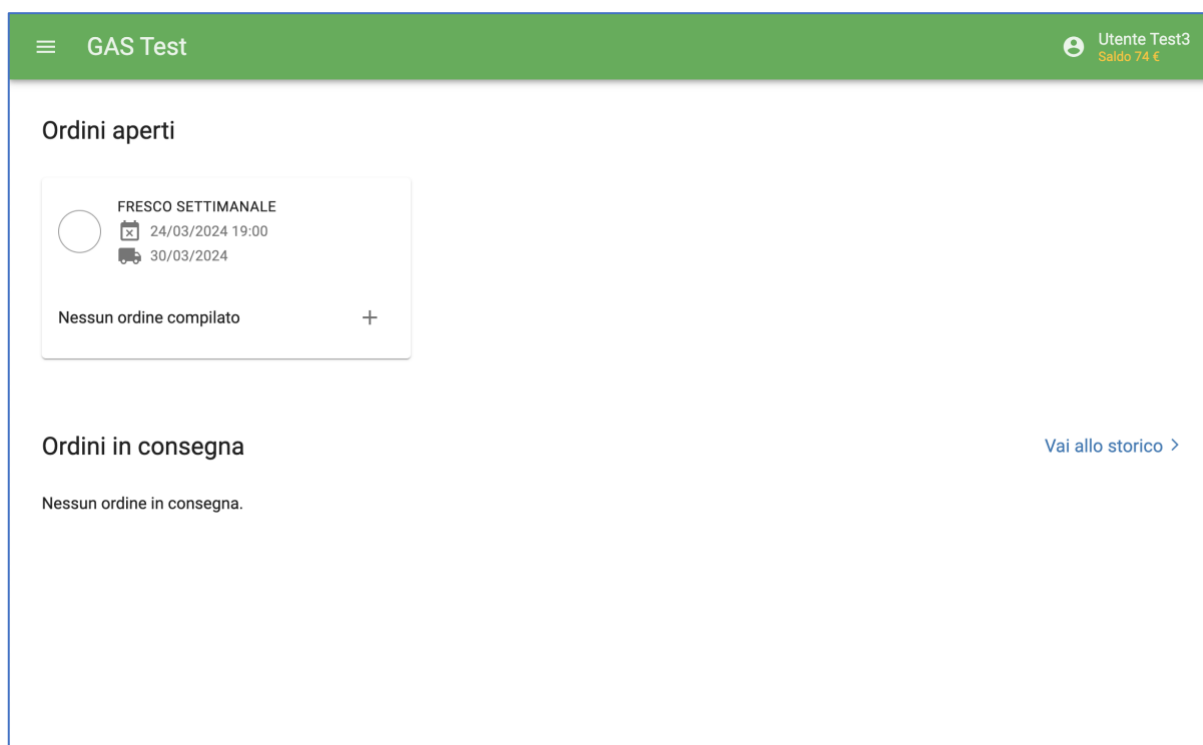 GAS Test
Utente Test3
Saldo 74 €
Ordini aperti
FRESCO SETTIMANALE
24/03/2024 19:00
30/03/2024
Nessun ordine compilato
Ordini in consegna
Vai allo storico
Nessun ordine in consegna.